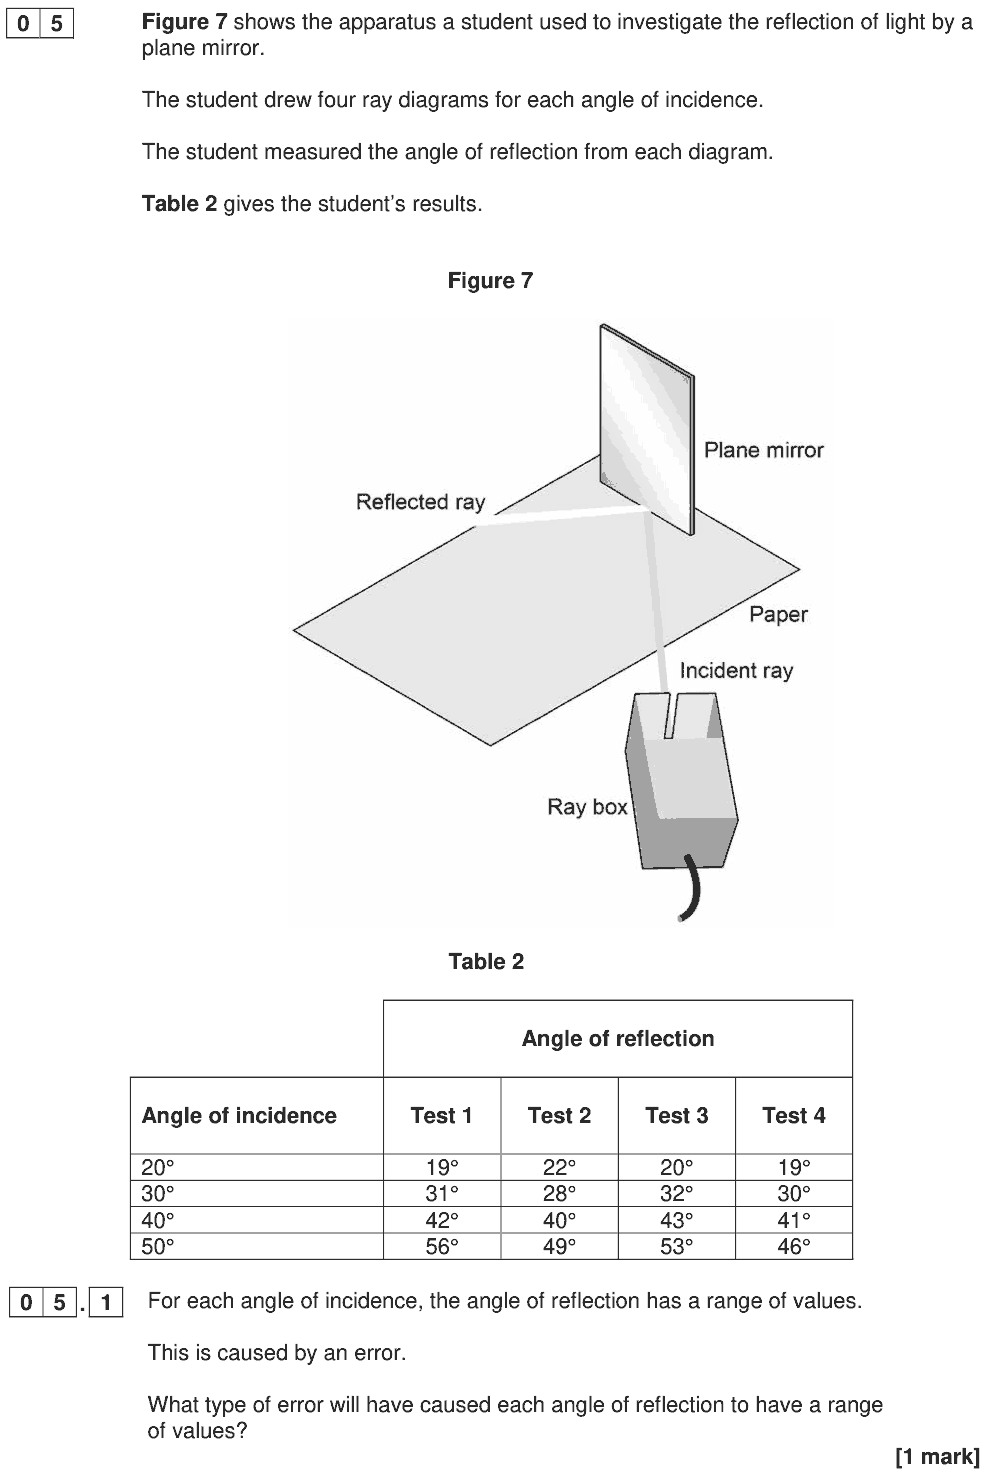 0 5 Figure 7 shows the apparatus a student used to investigate the reflection of light by a
plane mirror.
The student drew four ray diagrams for each angle of incidence.
The student measured the angle of reflection from each diagram.
Table 2 gives the student's results.
Figure 7
Plane mirror
Reflected ray
Paper
Incident ray
Ray box
Table 2
Angle of reflection
Angle of incidence Test 1 Test 2 Test 3 Test 4
20° 19° 22° 20° 19°
30° 31° 28° 32° 30°
40° 42° 40° 43° 41°
50° 56° 49° 53° 46°
0 5 . 1 For each angle of incidence, the angle of reflection has a range of values.
This is caused by an error.
What type of error will have caused each angle of reflection to have a range
of values?
[1 mark]